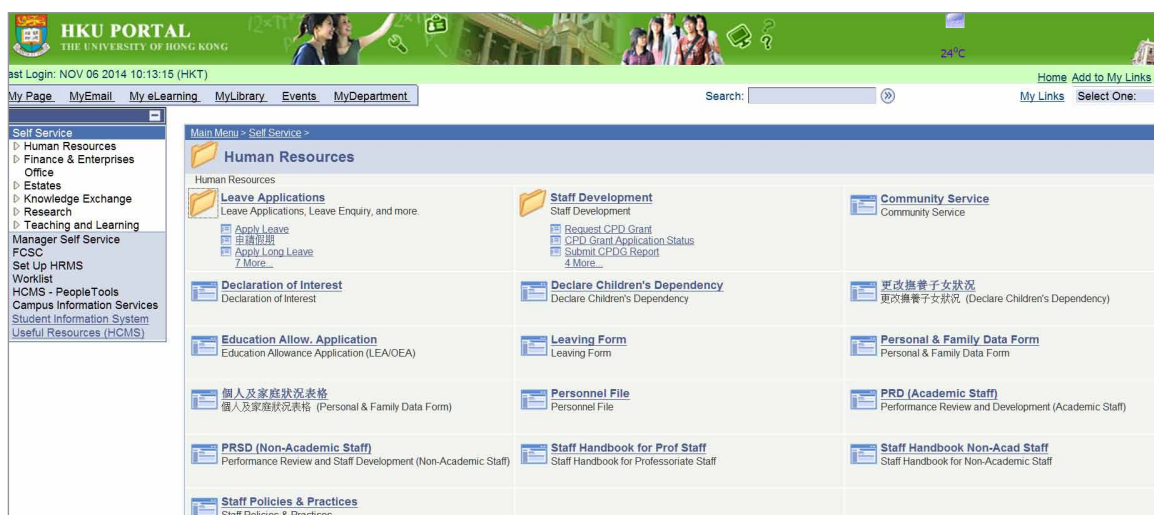 HKU PORTAL
THE UNIVERSITY OF HONG KONG
24°C
ast Login: NOV 06 2014 10:13:15 (HKT)
Home Add to My Links
My Page MyEmail My eLearning MyLibrary Events MyDepartment Search: My Links Select One:
Self Service
Human Resources
Finance & Enterprises
Office
Estates
Knowledge Exchange
Research
Teaching and Learning
Manager Self Service
FCSC
Set Up HRMS
Worklist
HCMS - PeopleTools
Campus Information Services
Student Information System
Useful Resources (HCMS)
Main Menu > Self Service >
Human Resources
Human Resources
Leave Applications
Leave Applications, Leave Enquiry, and more.
Apply Leave
申請假期
Apply Long Leave
7 More...
Staff Development
Staff Development
Request CPD Grant
CPD Grant Application Status
Submit CPDG Report
4 More...
Community Service
Community Service
Declaration of Interest
Declaration of Interest
Declare Children's Dependency
Declare Children's Dependency
更改撫養子女狀況
更改撫養子女狀況 (Declare Children's Dependency)
Education Allow. Application
Education Allowance Application (LEA/OEA)
Leaving Form
Leaving Form
Personal & Family Data Form
Personal & Family Data Form
個人及家庭狀況表格
個人及家庭狀況表格 (Personal & Family Data Form)
Personnel File
Personnel File
PRD (Academic Staff)
Performance Review and Development (Academic Staff)
PRSD (Non-Academic Staff)
Performance Review and Staff Development (Non-Academic Staff)
Staff Handbook for Prof Staff
Staff Handbook for Professoriate Staff
Staff Handbook Non-Acad Staff
Staff Handbook for Non-Academic Staff
Staff Policies & Practices
Staff Policies & Practices